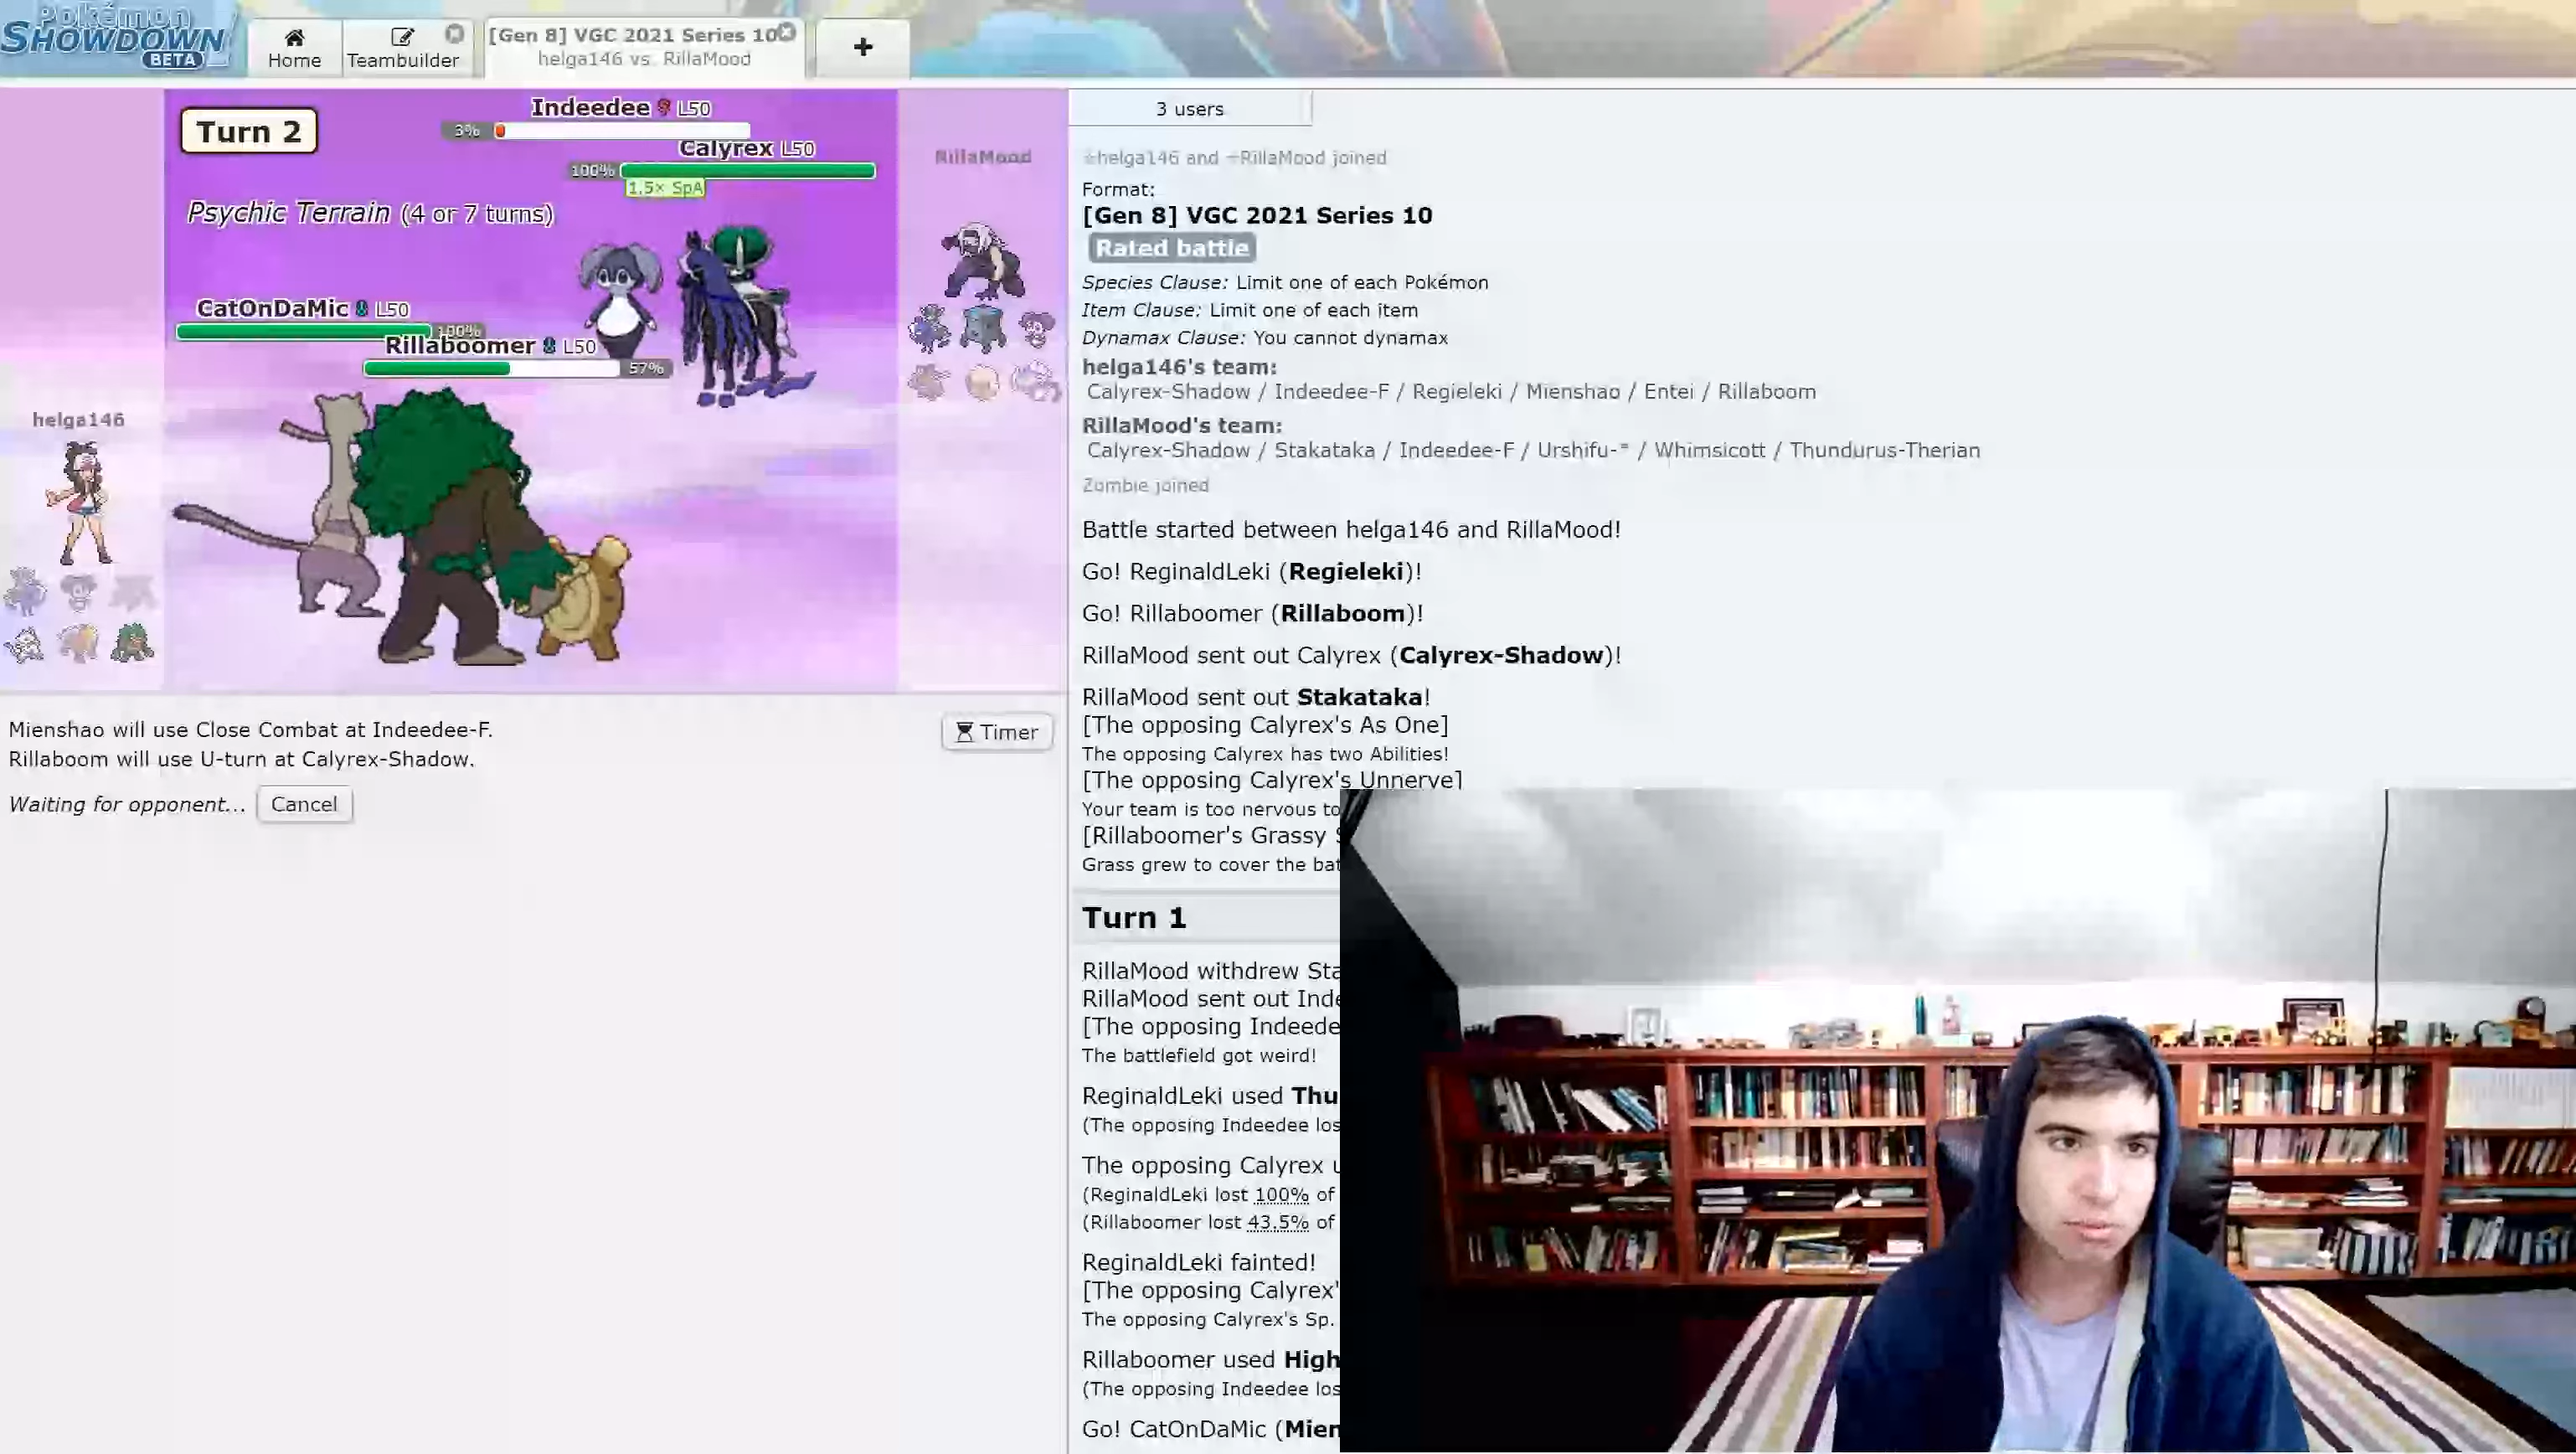 Pokémon
SHOWDOWN
BETA
Home
Teambuilder
[Gen 8] VGC 2021 Series 10
helga146 vs. RillaMood
+
Turn 2
Indeedee L50
3%
Calyrex L50
100%
1.5× SpA
Psychic Terrain (4 or 7 turns)
CatOnDaMic L50
100%
Rillaboomer L50
57%
helga146
RillaMood
Mienshao will use Close Combat at Indeedee-F.
Rillaboom will use U-turn at Calyrex-Shadow.
Waiting for opponent... Cancel
Timer
3 users
☆helga146 and ☆RillaMood joined
Format:
[Gen 8] VGC 2021 Series 10
Rated battle
Species Clause: Limit one of each Pokémon
Item Clause: Limit one of each item
Dynamax Clause: You cannot dynamax
helga146's team:
Calyrex-Shadow / Indeedee-F / Regieleki / Mienshao / Entei / Rillaboom
RillaMood's team:
Calyrex-Shadow / Stakataka / Indeedee-F / Urshifu-* / Whimsicott / Thundurus-Therian
Zombie joined
Battle started between helga146 and RillaMood!
Go! ReginaldLeki (Regieleki)!
Go! Rillaboomer (Rillaboom)!
RillaMood sent out Calyrex (Calyrex-Shadow)!
RillaMood sent out Stakataka!
[The opposing Calyrex's As One]
The opposing Calyrex has two Abilities!
[The opposing Calyrex's Unnerve]
Your team is too nervous to
[Rillaboomer's Grassy
Grass grew to cover the bat
Turn 1
RillaMood withdrew Sta
RillaMood sent out Inde
[The opposing Indeede
The battlefield got weird!
ReginaldLeki used Thu
(The opposing Indeedee los
The opposing Calyrex u
(ReginaldLeki lost 100% of
(Rillaboomer lost 43.5% of
ReginaldLeki fainted!
[The opposing Calyrex'
The opposing Calyrex's Sp.
Rillaboomer used High
(The opposing Indeedee los
Go! CatOnDaMic (Mien